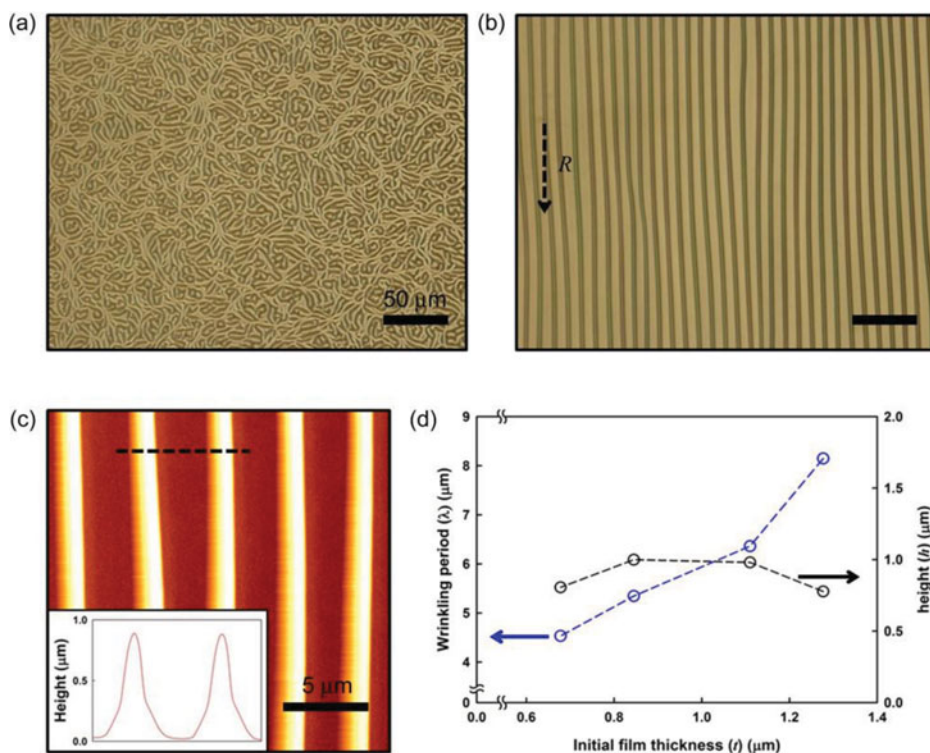 (a)
50 μm
(b)
R
(c)
5 μm
Height (μm)
1.0
0.5
0.0
(d)
Wrinkling period (λ) (μm)
9
8
7
6
5
4
0.0 0.6 0.8 1.0 1.2 1.4
Initial film thickness (t) (μm)
2.0
1.5
1.0
0.5
0.0
height (h) (μm)